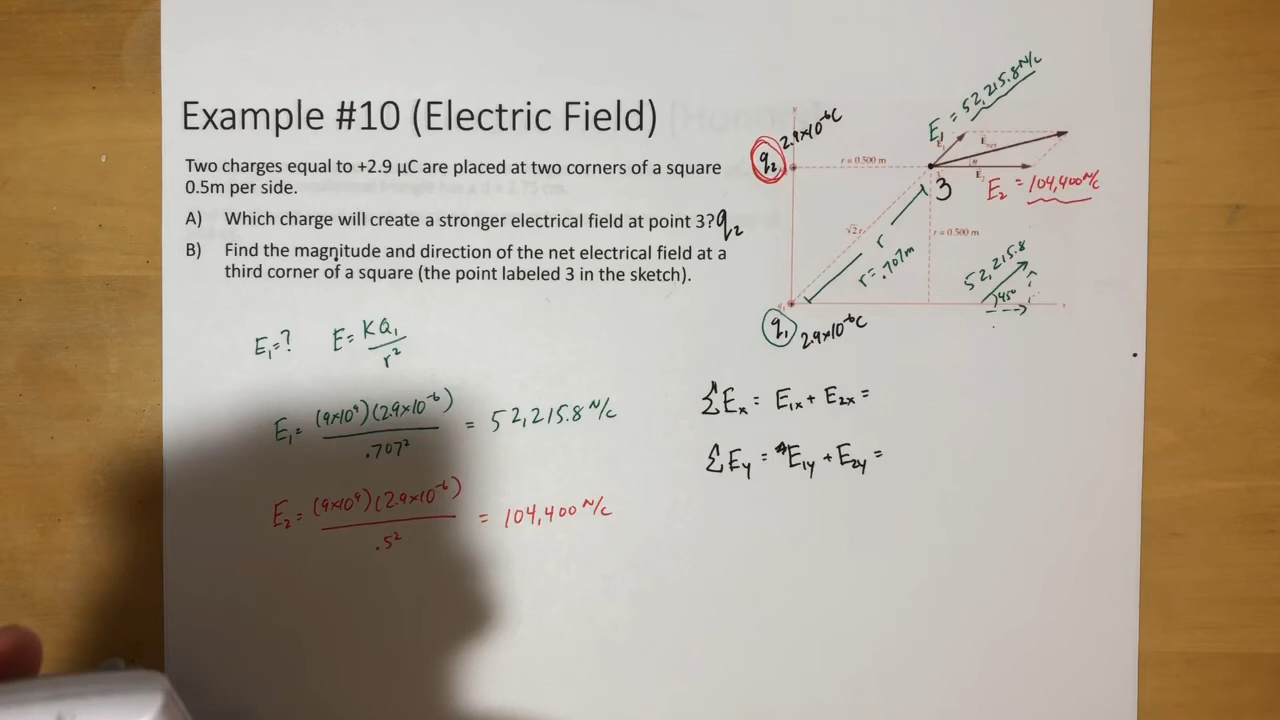 Example #10 (Electric Field)
Two charges equal to +2.9 µC are placed at two corners of a square
0.5m per side.
A) Which charge will create a stronger electrical field at point 3? q₂
B) Find the magnitude and direction of the net electrical field at a
third corner of a square (the point labeled 3 in the sketch).
E₁ = 52,215.8 N/C
2.9×10⁻⁶C
q₂
r = 0.500 m
E₂ = 104,400 N/C
3
√2 r
r
r = .707m
r = 0.500 m
52,215.8
45°
q₁ 2.9×10⁻⁶C
E₁=? E = KQ₁/r²
E₁ = (9×10⁹)(2.9×10⁻⁶)/.707² = 52,215.8 N/C
E₂ = (9×10⁹)(2.9×10⁻⁶)/.5² = 104,400 N/C
ΣEₓ = E₁ₓ + E₂ₓ =
ΣEy = E₁y + E₂y =